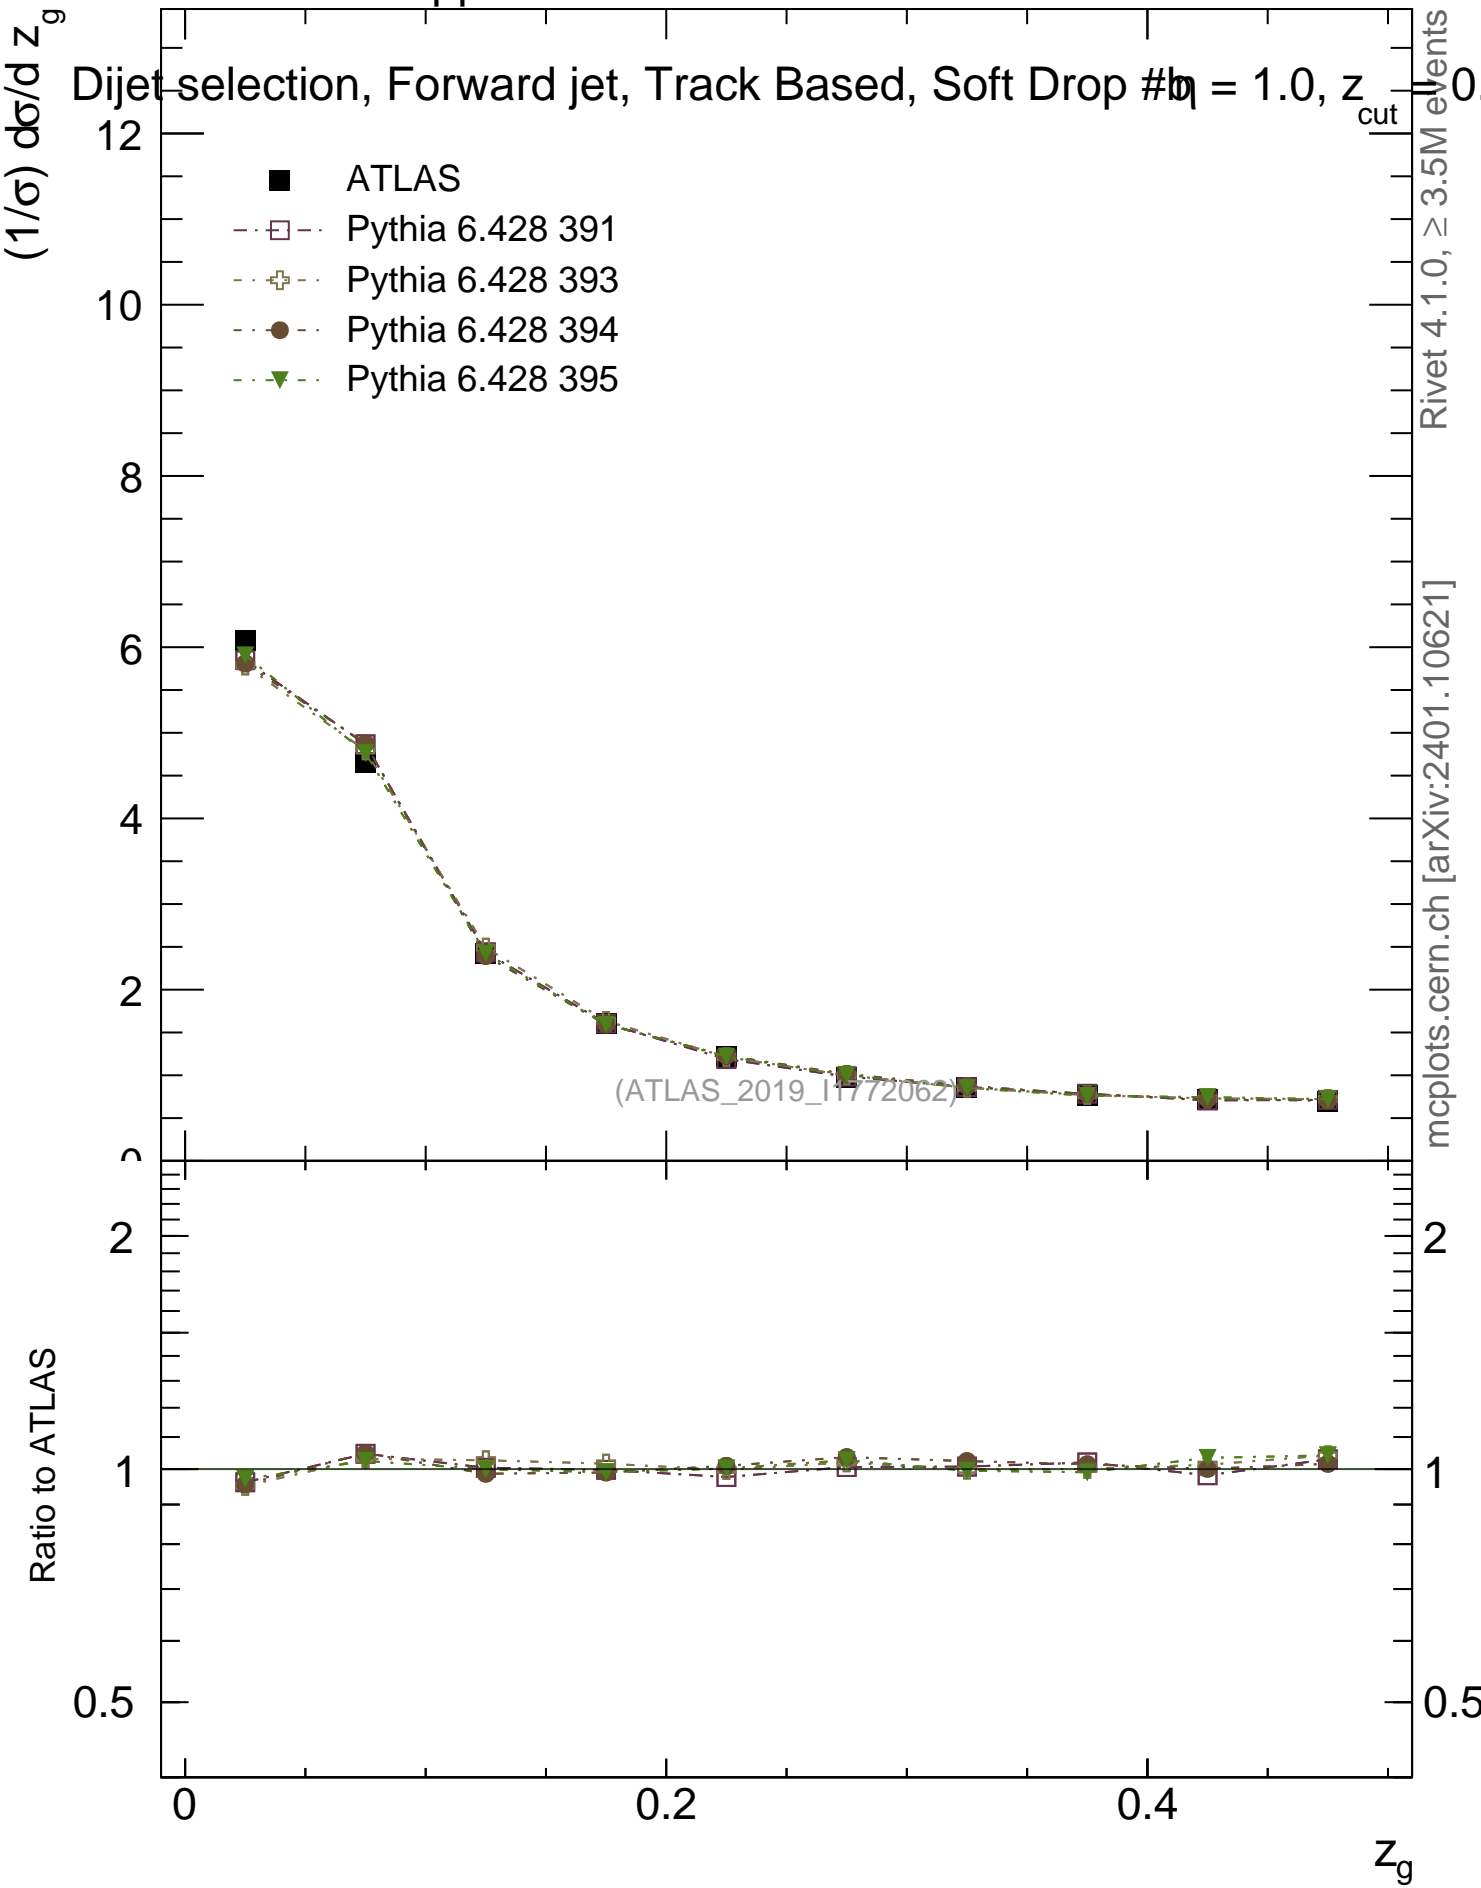 (1/σ) dσ/d z_g
Dijet selection, Forward jet, Track Based, Soft Drop #bη = 1.0, z_cut = 0.
ATLAS
Pythia 6.428 391
Pythia 6.428 393
Pythia 6.428 394
Pythia 6.428 395
12
10
8
6
4
2
0
(ATLAS_2019_I1772062)
Rivet 4.1.0, ≥ 3.5M events
mcplots.cern.ch [arXiv:2401.10621]
Ratio to ATLAS
2
1
0.5
2
1
0.5
0
0.2
0.4
z_g